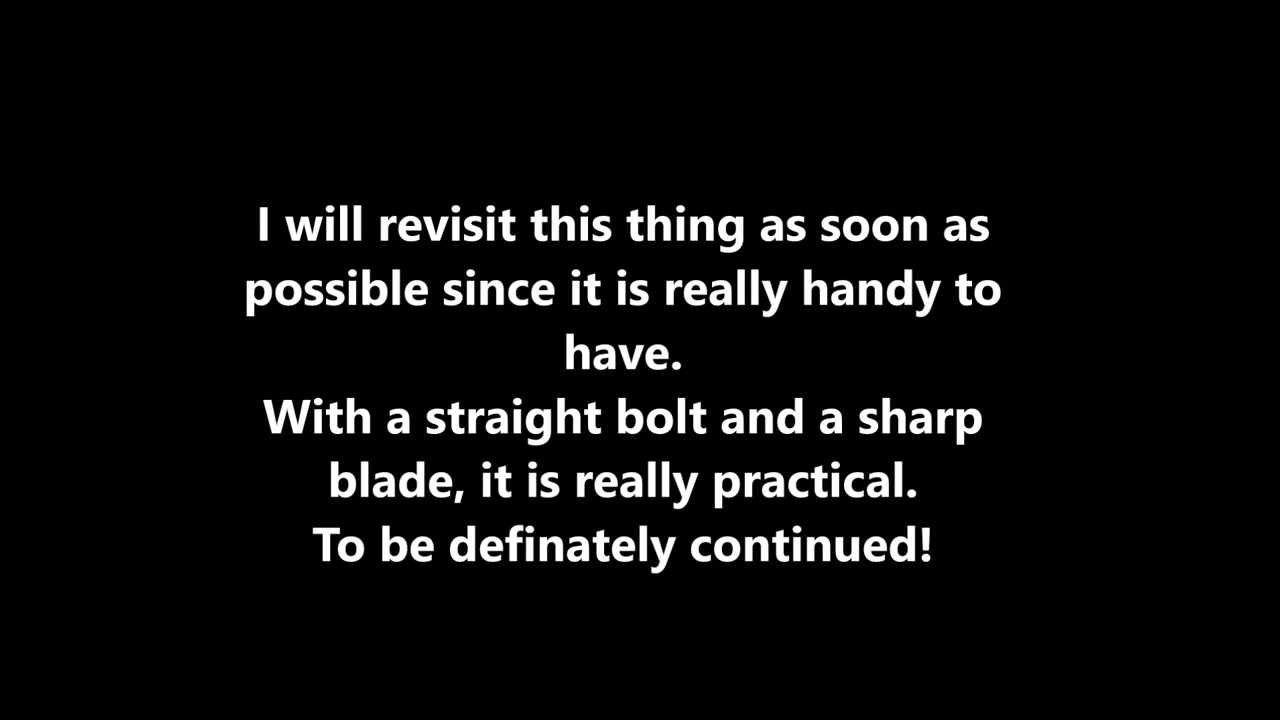 I will revisit this thing as soon as
possible since it is really handy to
have.
With a straight bolt and a sharp
blade, it is really practical.
To be definately continued!